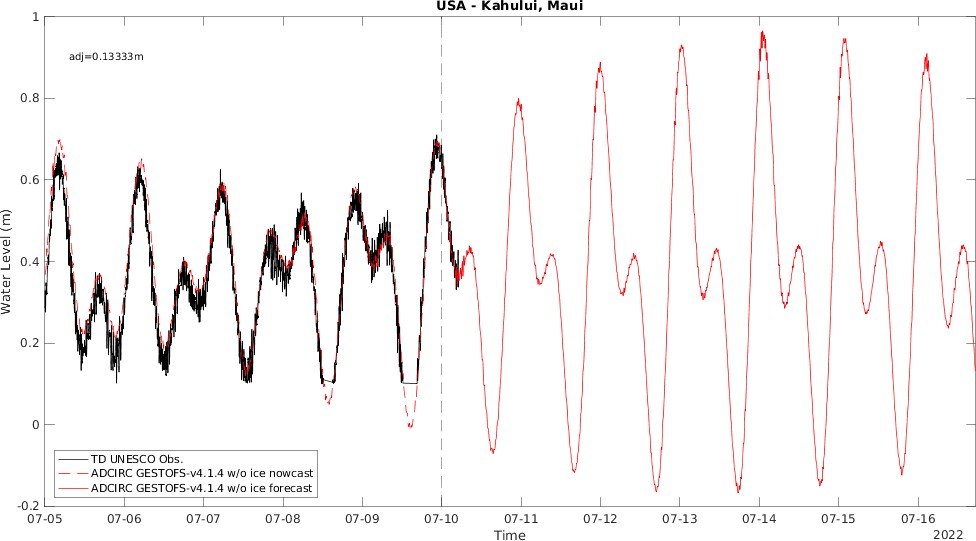 USA - Kahului, Maui
adj=0.13333m
1
0.8
0.6
0.4
0.2
0
-0.2
Water Level (m)
TD UNESCO Obs.
ADCIRC GESTOFS-v4.1.4 w/o ice nowcast
ADCIRC GESTOFS-v4.1.4 w/o ice forecast
07-05 07-06 07-07 07-08 07-09 07-10 07-11 07-12 07-13 07-14 07-15 07-16
Time
2022